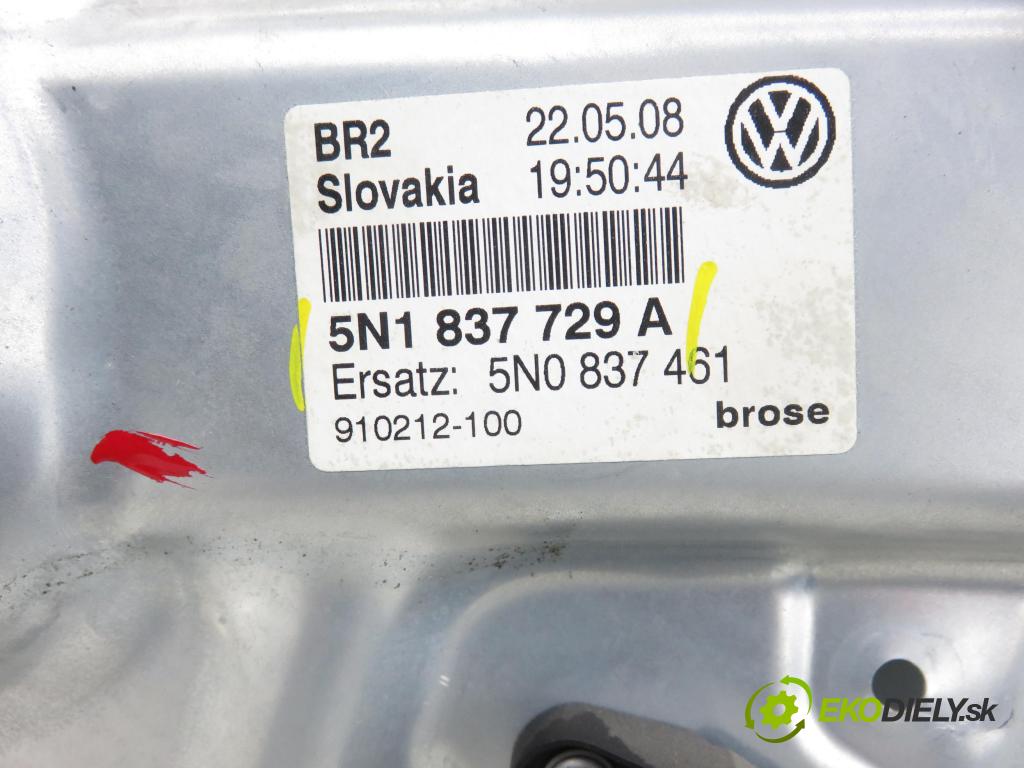 BR2 22.05.08
Slovakia 19:50:44
5N1 837 729 A
Ersatz: 5N0 837 461
910212-100 brose
EKODIELY.sk